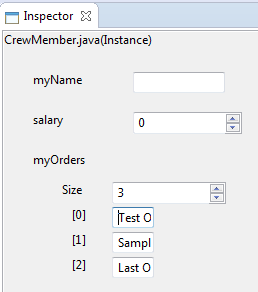 Inspector
CrewMember.java(Instance)
myName
salary 0
myOrders
Size 3
[0] Test O
[1] Sampl
[2] Last O